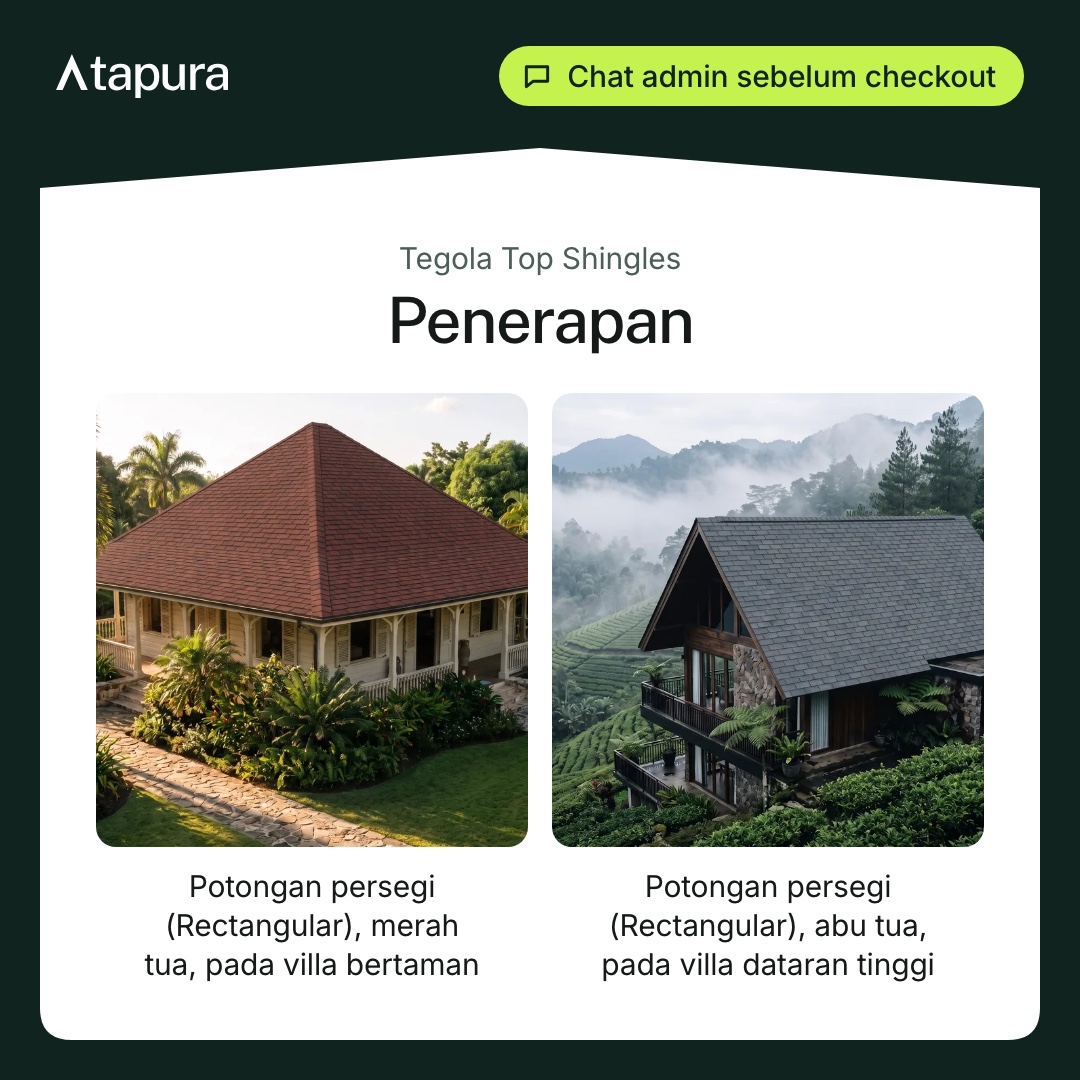 Atapura
Chat admin sebelum checkout
Tegola Top Shingles
Penerapan
Potongan persegi
(Rectangular), merah
tua, pada villa bertaman
Potongan persegi
(Rectangular), abu tua,
pada villa dataran tinggi